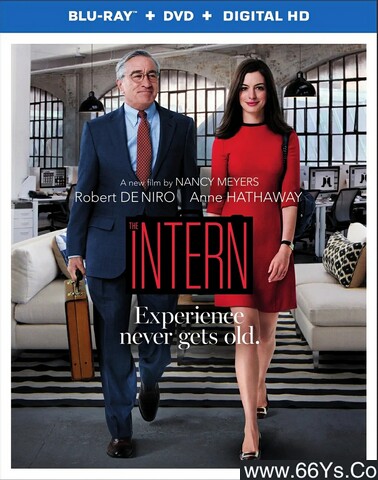 BLU-RAY™ + DVD + DIGITAL HD
A new film by NANCY MEYERS
Robert DE NIRO Anne HATHAWAY
THE
INTERN
Experience
never gets old.
www.66Ys.Co